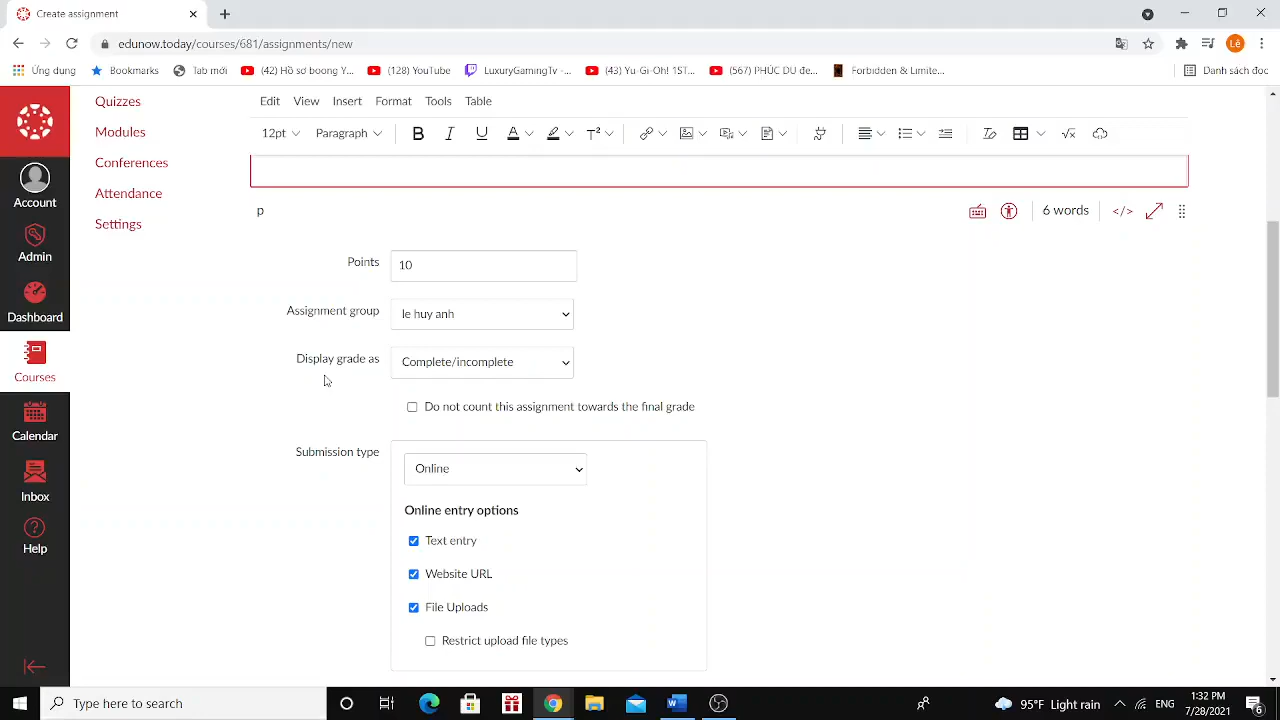 Create assignment
edunow.today/courses/681/assignments/new
Lê
Ứng dụng
Bookmarks
Tab mới
(42) Hồ sơ boong Y...
(128) YouTube
LuxuryGamingTv -...
(43) Yu-Gi-Oh! 1ST...
(567) PHÚC DU đe...
Forbidden & Limite...
Danh sách đọc
Quizzes
Modules
Conferences
Attendance
Settings
Account
Admin
Dashboard
Courses
Calendar
Inbox
Help
Edit View Insert Format Tools Table
12pt Paragraph B I U A T²
p
6 words
</>
Points
10
Assignment group
le huy anh
Display grade as
Complete/incomplete
Do not count this assignment towards the final grade
Submission type
Online
Online entry options
Text entry
Website URL
File Uploads
Restrict upload file types
Type here to search
95°F Light rain
ENG
1:32 PM
7/28/2021
6